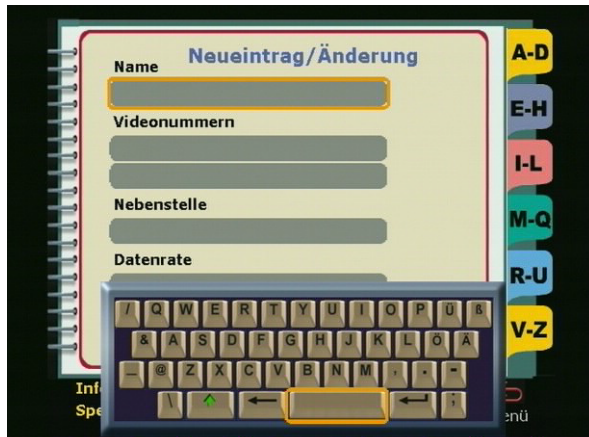 Neueintrag/Änderung
Name
Videonummern
Nebenstelle
Datenrate
A-D
E-H
I-L
M-Q
R-U
V-Z
/ Q W E R T Y U I O P Ü ß
& A S D F G H J K L Ö Ä
_ @ Z X C V B N M , . -
\ ;
Inf
Spe
enü